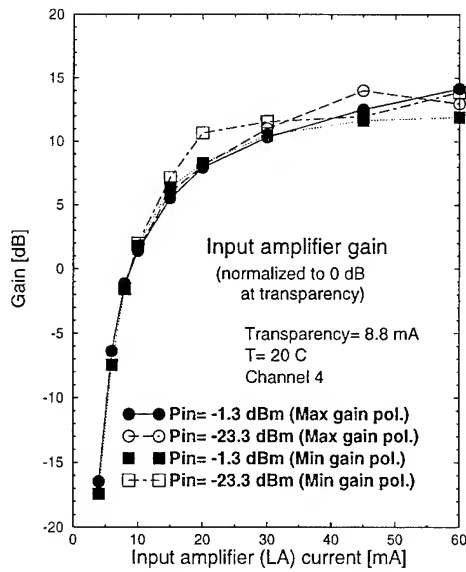 20
15
10
5
0
-5
-10
-15
-20
Gain [dB]
Input amplifier gain
(normalized to 0 dB
at transparency)
Transparency= 8.8 mA
T= 20 C
Channel 4
Pin= -1.3 dBm (Max gain pol.)
Pin= -23.3 dBm (Max gain pol.)
Pin= -1.3 dBm (Min gain pol.)
Pin= -23.3 dBm (Min gain pol.)
0 10 20 30 40 50 60
Input amplifier (LA) current [mA]